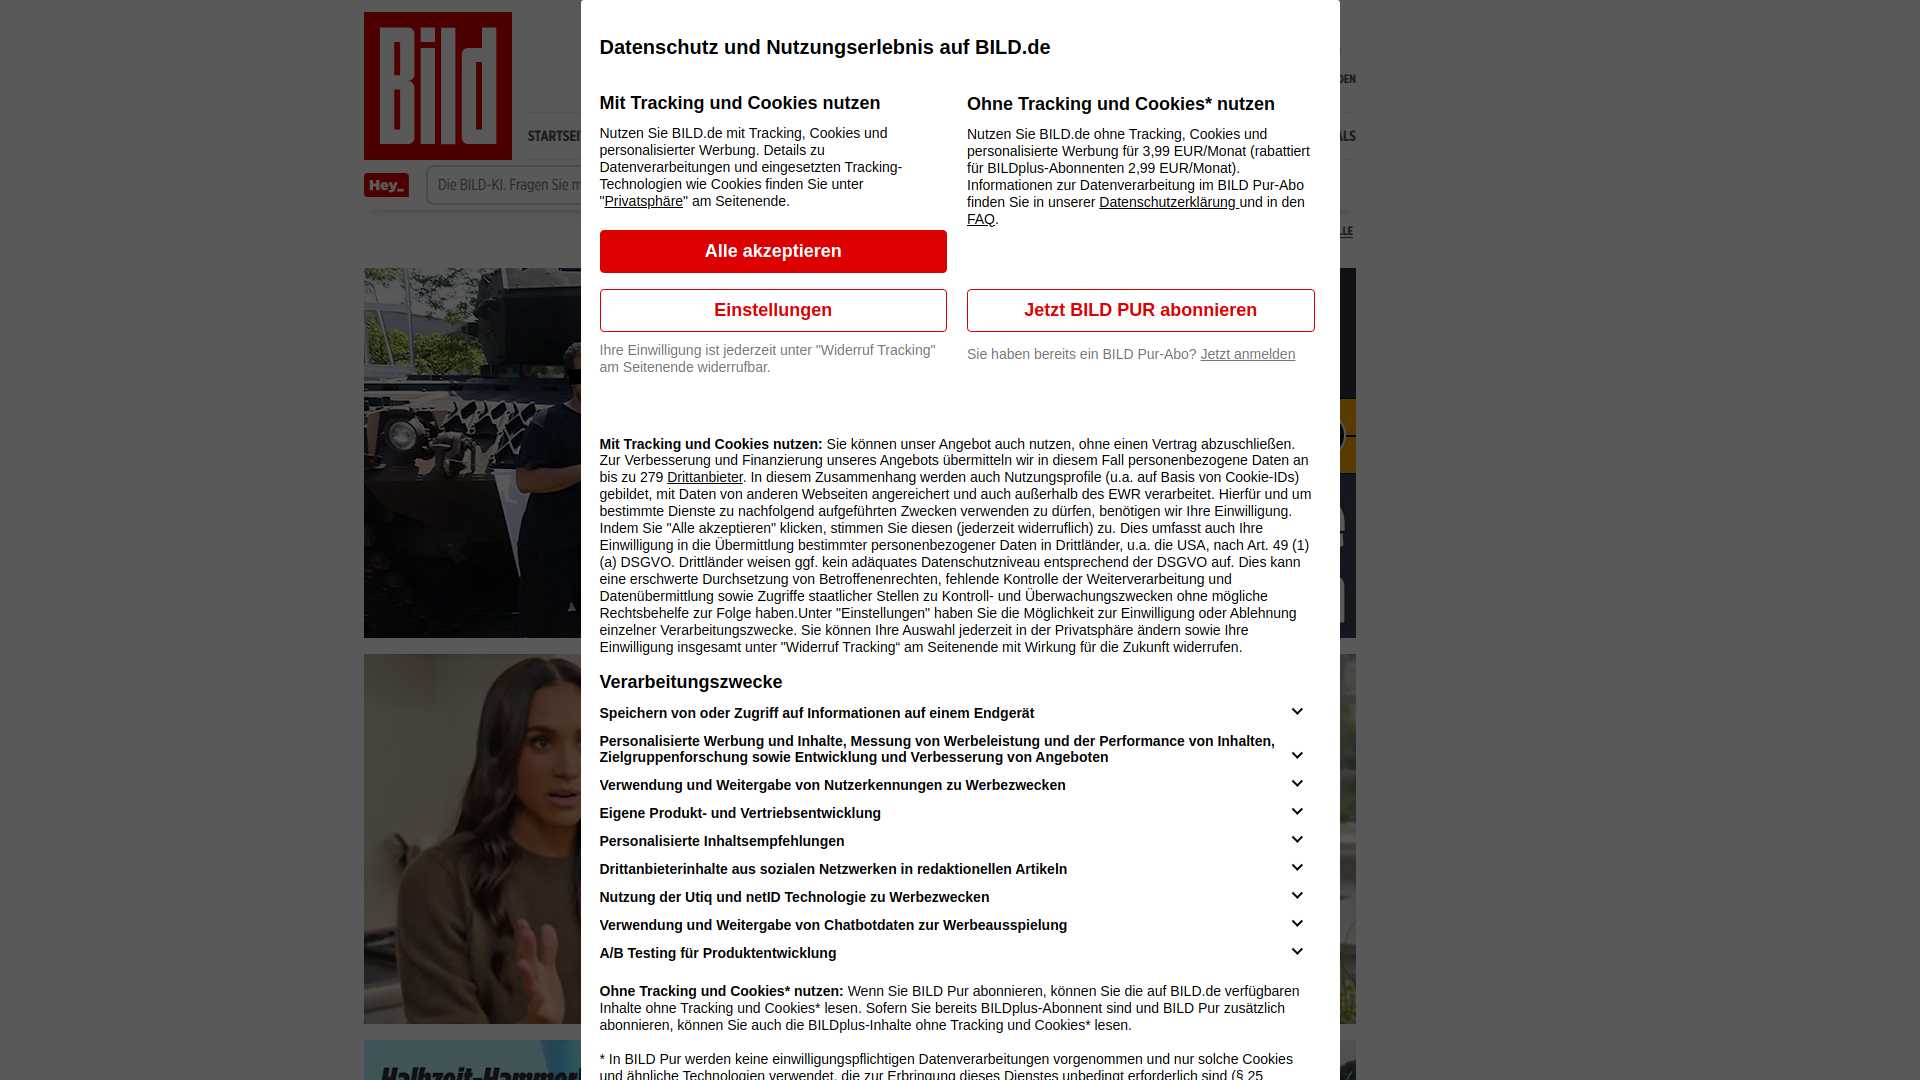 Bild
Datenschutz und Nutzungserlebnis auf BILD.de
DEN
STARTSEI
ALS
Hey_
Die BILD-KI. Fragen Sie m
LLE
Mit Tracking und Cookies nutzen
Nutzen Sie BILD.de mit Tracking, Cookies und
personalisierter Werbung. Details zu
Datenverarbeitungen und eingesetzten Tracking-
Technologien wie Cookies finden Sie unter
"Privatsphäre" am Seitenende.
Alle akzeptieren
Einstellungen
Ihre Einwilligung ist jederzeit unter "Widerruf Tracking"
am Seitenende widerrufbar.
Ohne Tracking und Cookies* nutzen
Nutzen Sie BILD.de ohne Tracking, Cookies und
personalisierte Werbung für 3,99 EUR/Monat (rabattiert
für BILDplus-Abonnenten 2,99 EUR/Monat).
Informationen zur Datenverarbeitung im BILD Pur-Abo
finden Sie in unserer Datenschutzerklärung und in den
FAQ.
Jetzt BILD PUR abonnieren
Sie haben bereits ein BILD Pur-Abo? Jetzt anmelden
Mit Tracking und Cookies nutzen: Sie können unser Angebot auch nutzen, ohne einen Vertrag abzuschließen.
Zur Verbesserung und Finanzierung unseres Angebots übermitteln wir in diesem Fall personenbezogene Daten an
bis zu 279 Drittanbieter. In diesem Zusammenhang werden auch Nutzungsprofile (u.a. auf Basis von Cookie-IDs)
gebildet, mit Daten von anderen Webseiten angereichert und auch außerhalb des EWR verarbeitet. Hierfür und um
bestimmte Dienste zu nachfolgend aufgeführten Zwecken verwenden zu dürfen, benötigen wir Ihre Einwilligung.
Indem Sie "Alle akzeptieren" klicken, stimmen Sie diesen (jederzeit widerruflich) zu. Dies umfasst auch Ihre
Einwilligung in die Übermittlung bestimmter personenbezogener Daten in Drittländer, u.a. die USA, nach Art. 49 (1)
(a) DSGVO. Drittländer weisen ggf. kein adäquates Datenschutzniveau entsprechend der DSGVO auf. Dies kann
eine erschwerte Durchsetzung von Betroffenenrechten, fehlende Kontrolle der Weiterverarbeitung und
Datenübermittlung sowie Zugriffe staatlicher Stellen zu Kontroll- und Überwachungszwecken ohne mögliche
Rechtsbehelfe zur Folge haben.Unter "Einstellungen" haben Sie die Möglichkeit zur Einwilligung oder Ablehnung
einzelner Verarbeitungszwecke. Sie können Ihre Auswahl jederzeit in der Privatsphäre ändern sowie Ihre
Einwilligung insgesamt unter "Widerruf Tracking“ am Seitenende mit Wirkung für die Zukunft widerrufen.
Verarbeitungszwecke
Speichern von oder Zugriff auf Informationen auf einem Endgerät
Personalisierte Werbung und Inhalte, Messung von Werbeleistung und der Performance von Inhalten,
Zielgruppenforschung sowie Entwicklung und Verbesserung von Angeboten
Verwendung und Weitergabe von Nutzerkennungen zu Werbezwecken
Eigene Produkt- und Vertriebsentwicklung
Personalisierte Inhaltsempfehlungen
Drittanbieterinhalte aus sozialen Netzwerken in redaktionellen Artikeln
Nutzung der Utiq und netID Technologie zu Werbezwecken
Verwendung und Weitergabe von Chatbotdaten zur Werbeausspielung
A/B Testing für Produktentwicklung
Ohne Tracking und Cookies* nutzen: Wenn Sie BILD Pur abonnieren, können Sie die auf BILD.de verfügbaren
Inhalte ohne Tracking und Cookies* lesen. Sofern Sie bereits BILDplus-Abonnent sind und BILD Pur zusätzlich
abonnieren, können Sie auch die BILDplus-Inhalte ohne Tracking und Cookies* lesen.
* In BILD Pur werden keine einwilligungspflichtigen Datenverarbeitungen vorgenommen und nur solche Cookies
und ähnliche Technologien verwendet, die zur Erbringung dieses Dienstes unbedingt erforderlich sind (§ 25
Halbzeit-Hammer